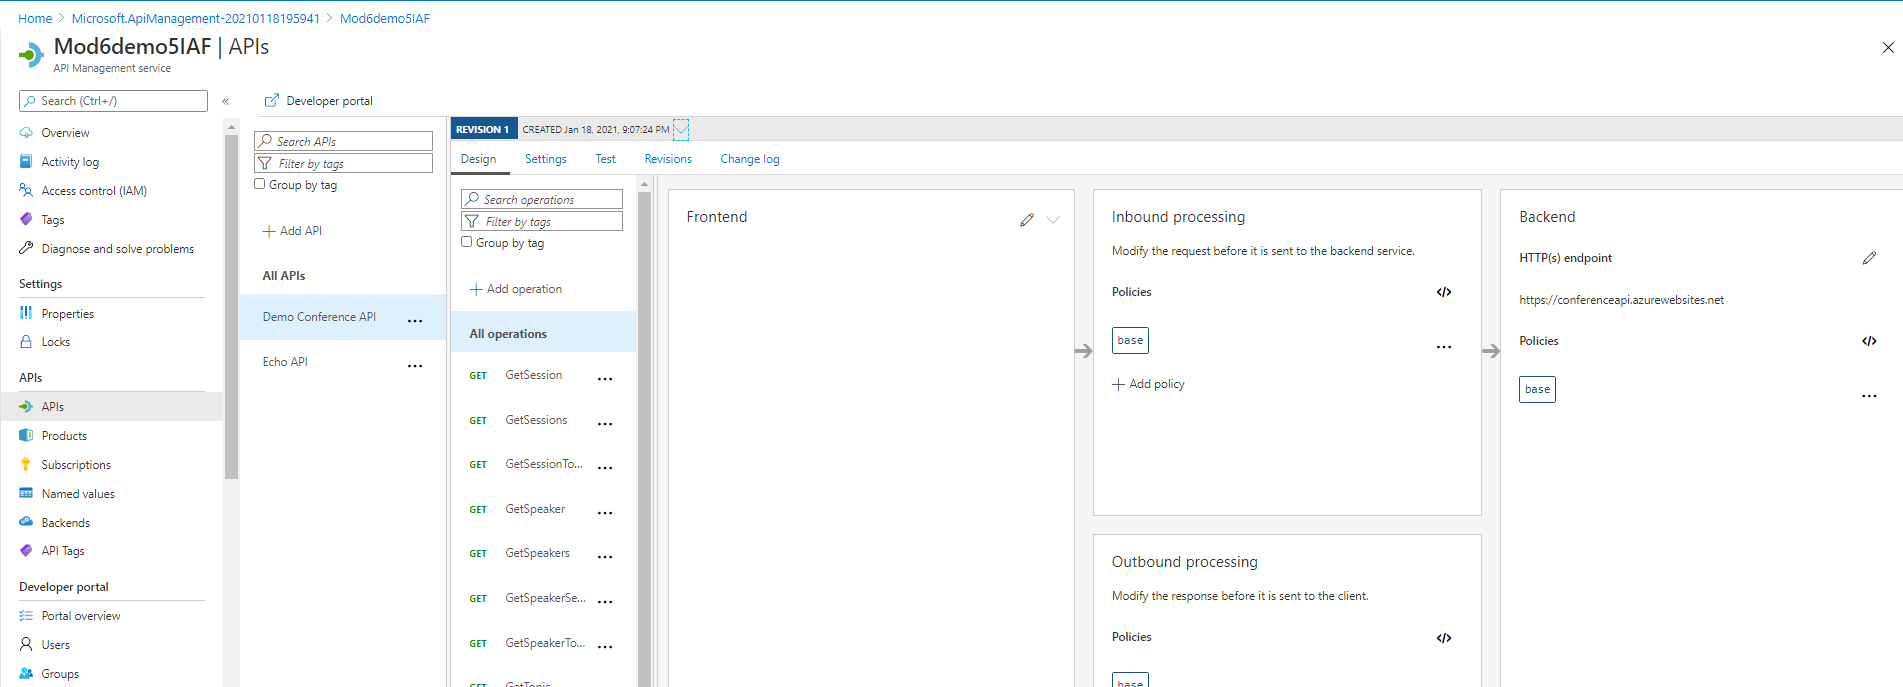 Home > Microsoft.ApiManagement-20210118195941 > Mod6demo5IAF
Mod6demo5IAF | APIs
API Management service
Search (Ctrl+/)
«
Overview
Activity log
Access control (IAM)
Tags
Diagnose and solve problems
Settings
Properties
Locks
APIs
APIs
Products
Subscriptions
Named values
Backends
API Tags
Developer portal
Portal overview
Users
Groups
Developer portal
Search APIs
Filter by tags
Group by tag
+ Add API
All APIs
Demo Conference API ...
Echo API ...
REVISION 1 CREATED Jan 18, 2021, 9:07:24 PM
Design Settings Test Revisions Change log
Search operations
Filter by tags
Group by tag
+ Add operation
All operations
GET GetSession ...
GET GetSessions ...
GET GetSessionTo... ...
GET GetSpeaker ...
GET GetSpeakers ...
GET GetSpeakerSe... ...
GET GetSpeakerTo... ...
GET GetTopic
Frontend
Inbound processing
Modify the request before it is sent to the backend service.
Policies </>
base ...
+ Add policy
Outbound processing
Modify the response before it is sent to the client.
Policies </>
base
Backend
HTTP(s) endpoint
https://conferenceapi.azurewebsites.net
Policies </>
base ...